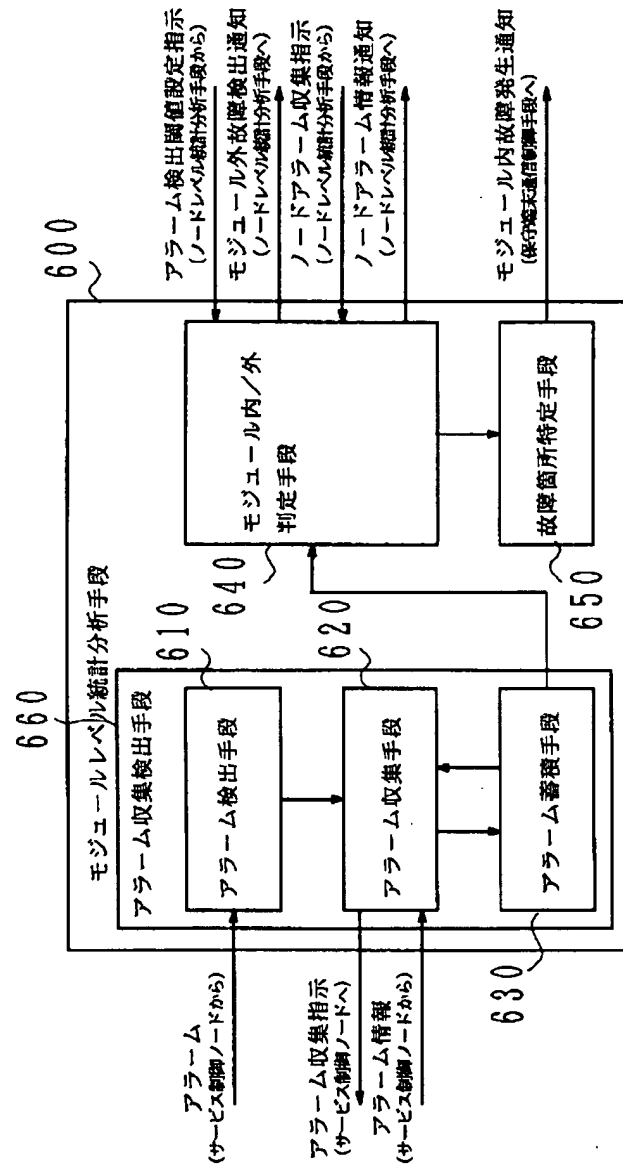 600
モジュールレベル統計分析手段
660
アラーム収集検出手段
610
アラーム検出手段
620
アラーム収集手段
630
アラーム蓄積手段
640
モジュール内/外
判定手段
650
故障箇所特定手段
アラーム
(サービス制御ノードから)
アラーム収集指示
(サービス制御ノードへ)
アラーム情報
(サービス制御ノードから)
アラーム検出閾値設定指示
(ノードレベル統計分析手段から)
モジュール外故障検出通知
(ノードレベル統計分析手段へ)
ノードアラーム収集指示
(ノードレベル統計分析手段から)
ノードアラーム情報通知
(ノードレベル統計分析手段へ)
モジュール内故障発生通知
(保守端末通信制御手段へ)